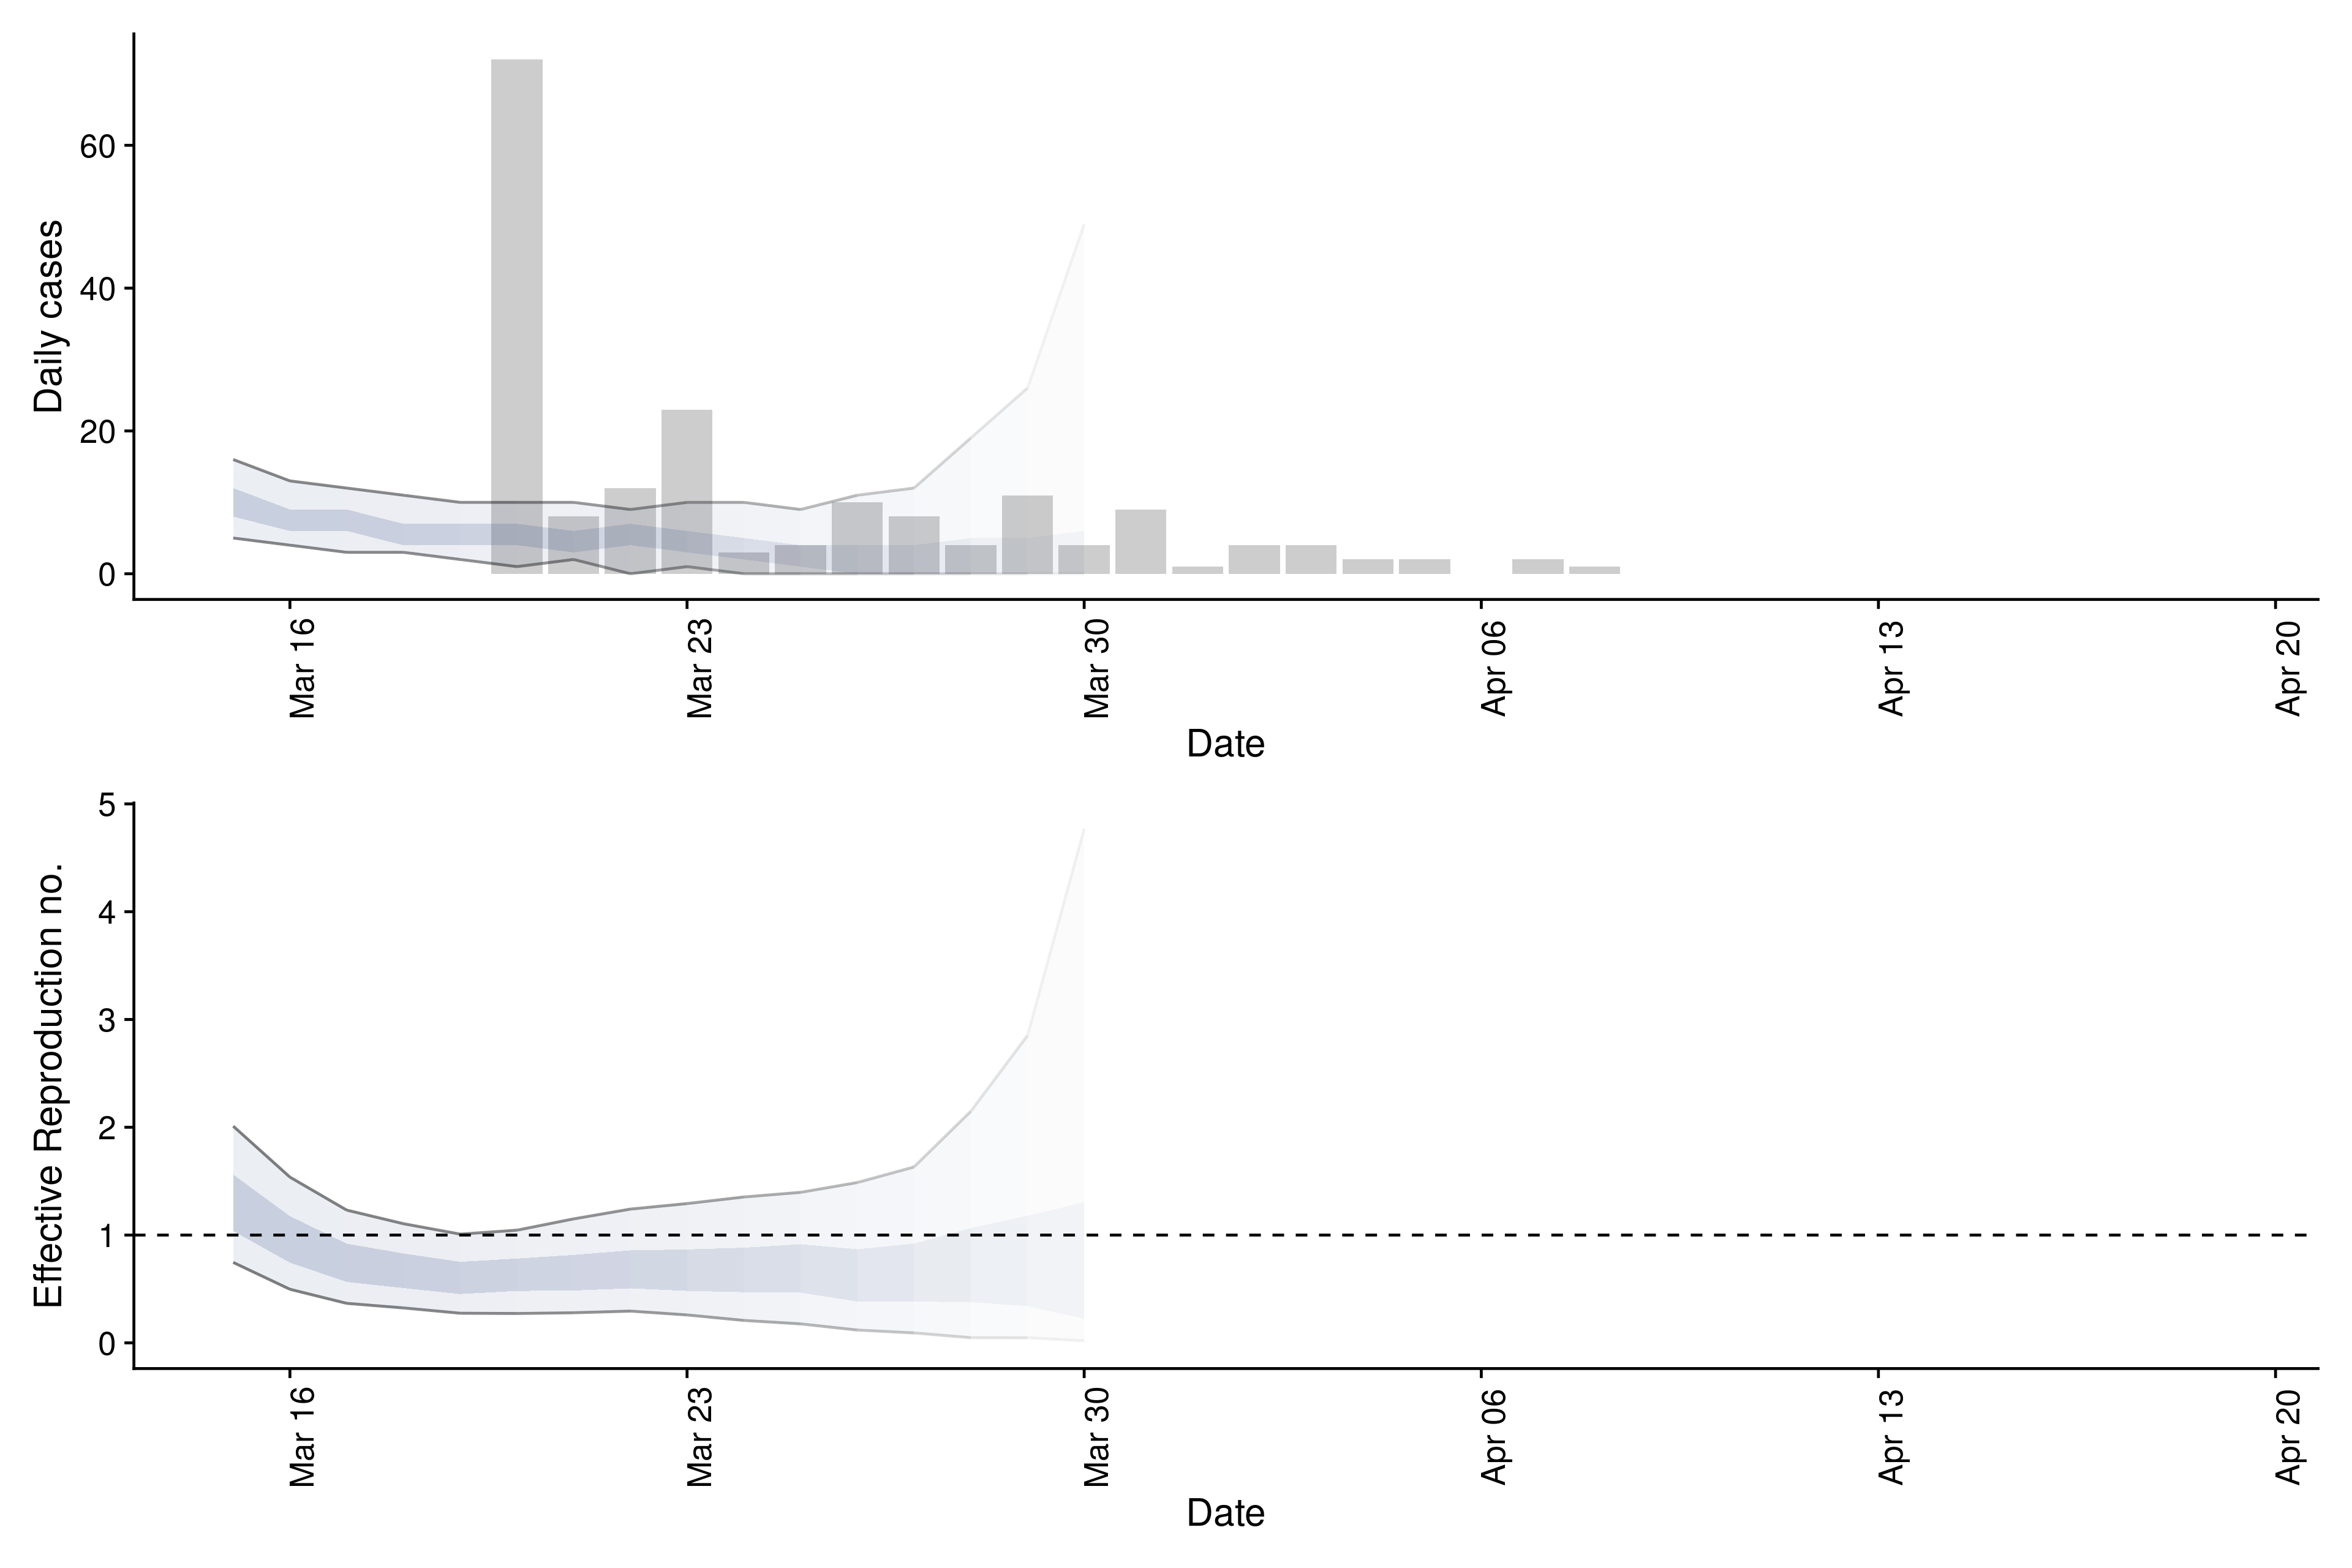 Daily cases
60
40
20
0
Mar 16
Mar 23
Mar 30
Apr 06
Apr 13
Apr 20
Date
Effective Reproduction no.
5
4
3
2
1
0
Mar 16
Mar 23
Mar 30
Apr 06
Apr 13
Apr 20
Date